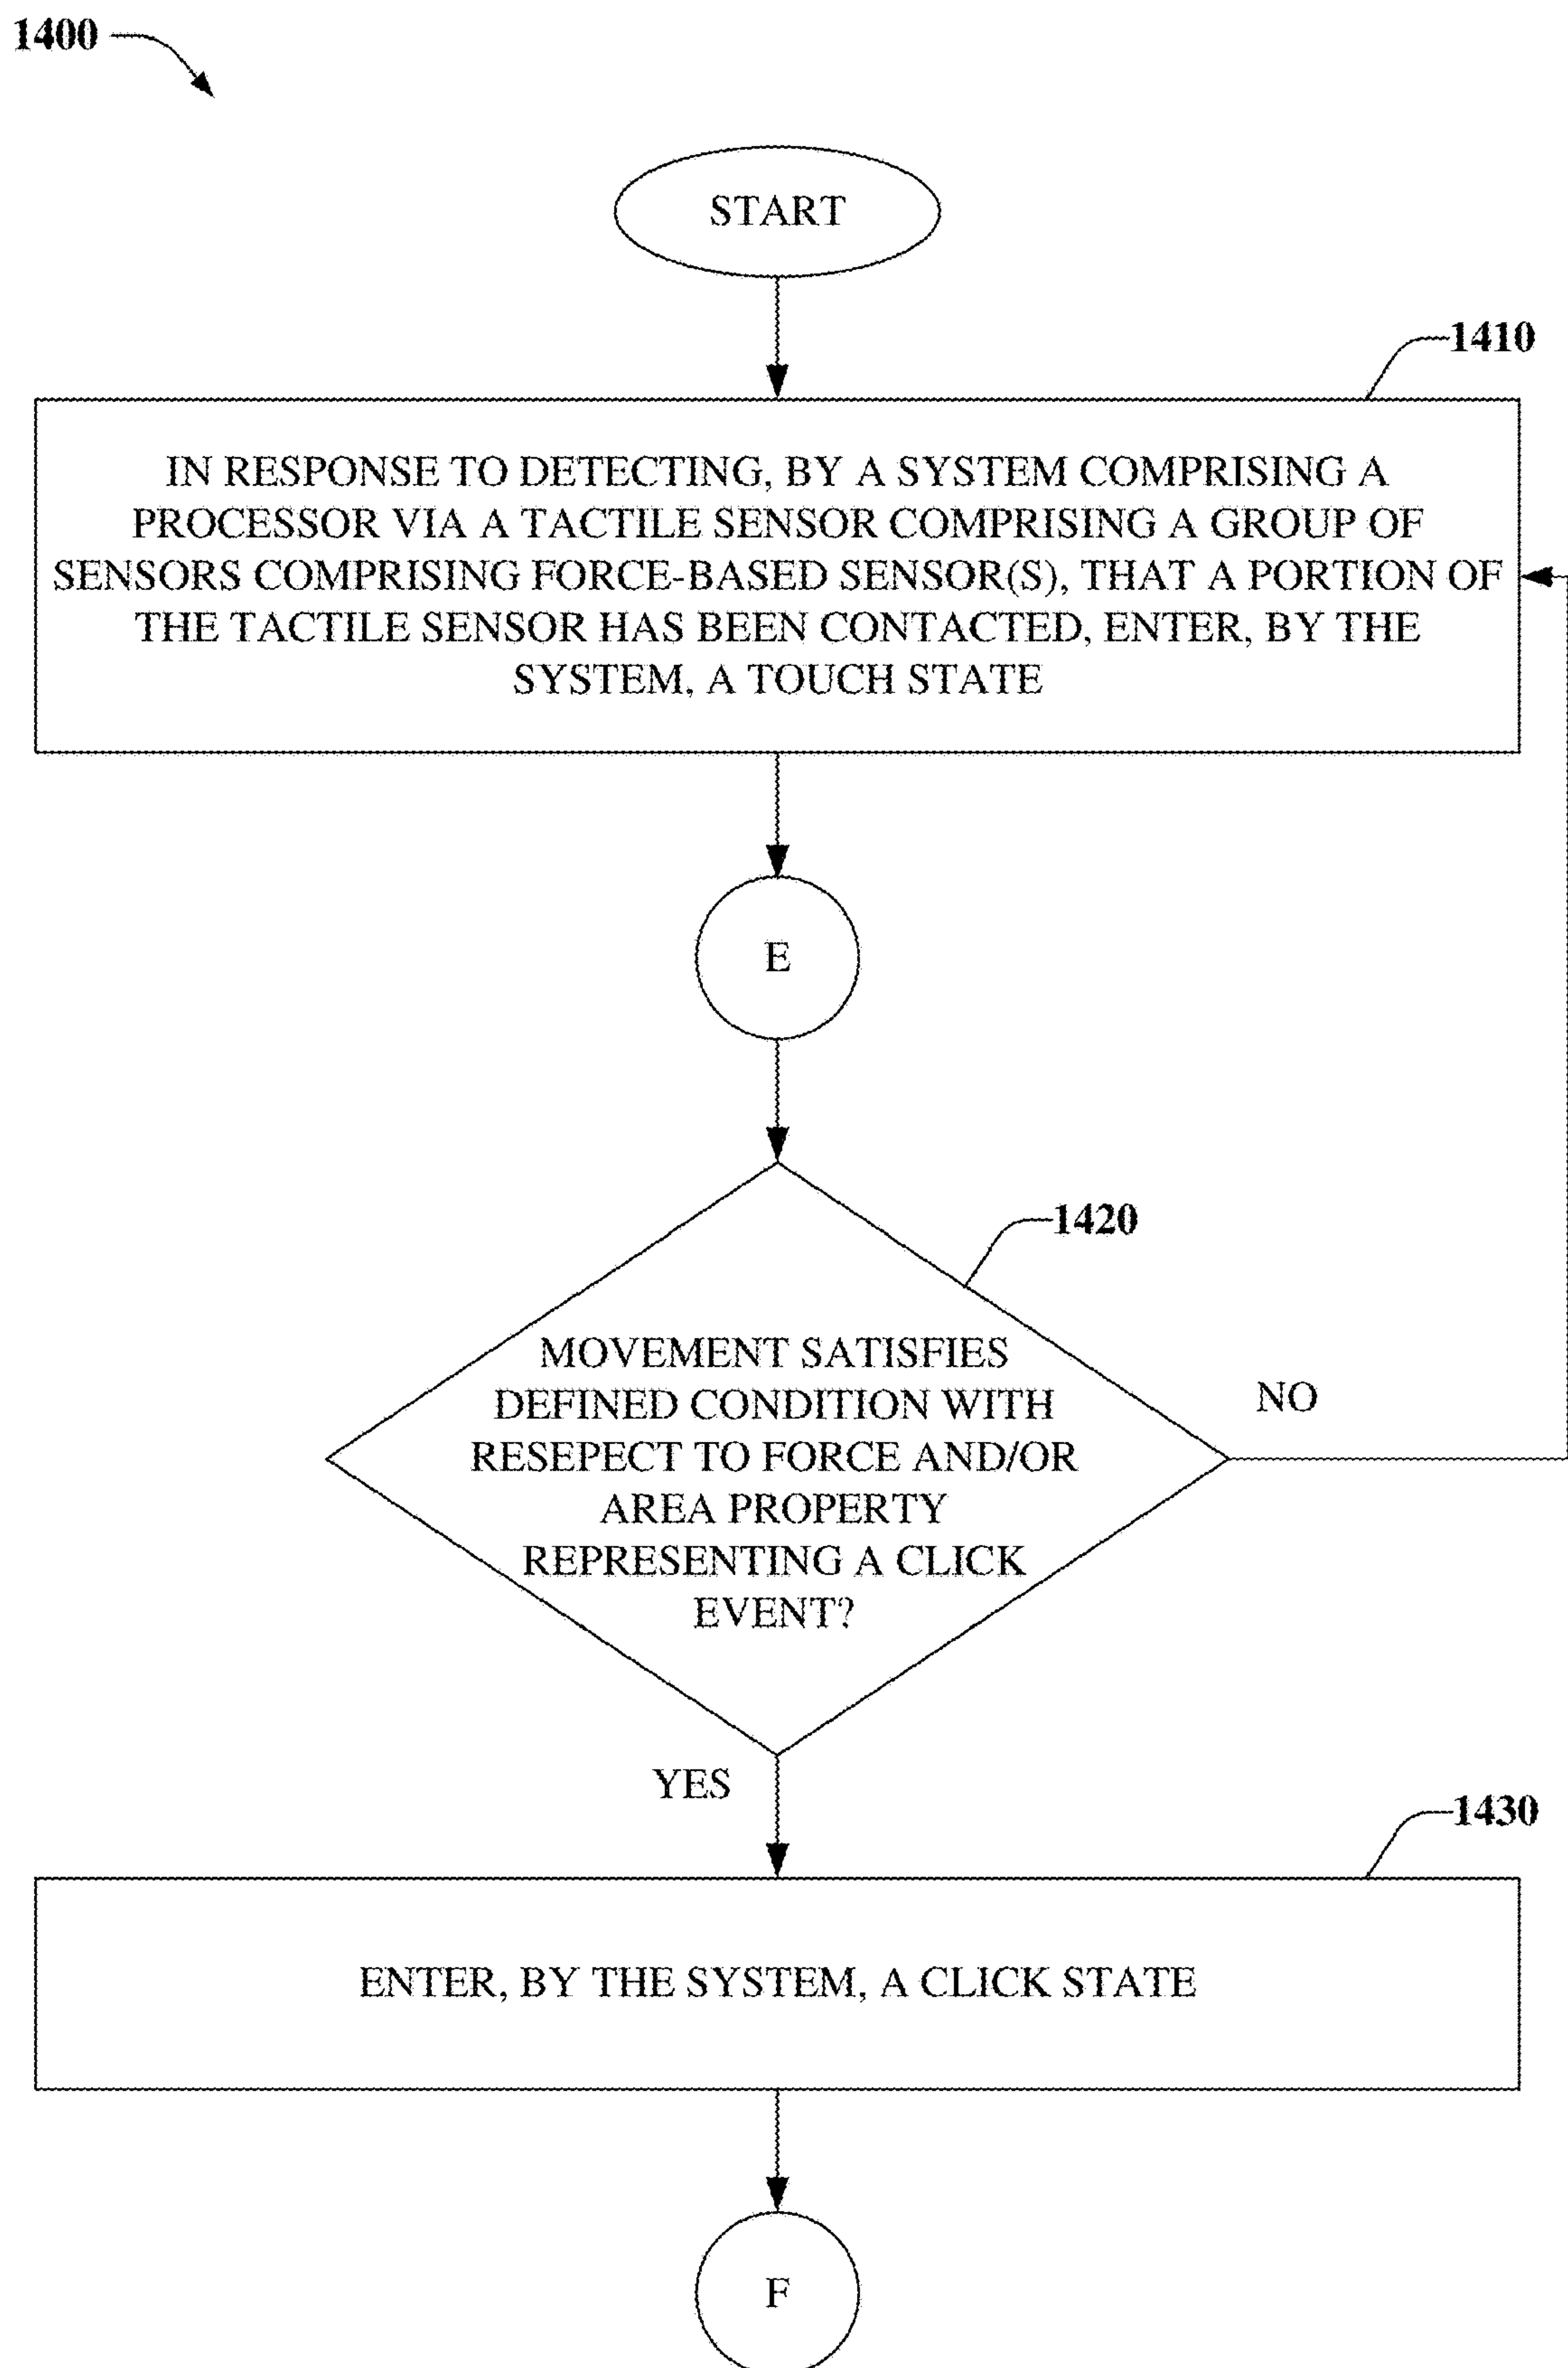 1400
START
1410
IN RESPONSE TO DETECTING, BY A SYSTEM COMPRISING A
PROCESSOR VIA A TACTILE SENSOR COMPRISING A GROUP OF
SENSORS COMPRISING FORCE-BASED SENSOR(S), THAT A PORTION OF
THE TACTILE SENSOR HAS BEEN CONTACTED, ENTER, BY THE
SYSTEM, A TOUCH STATE
E
1420
MOVEMENT SATISFIES
DEFINED CONDITION WITH
RESEPECT TO FORCE AND/OR
AREA PROPERTY
REPRESENTING A CLICK
EVENT?
NO
YES
1430
ENTER, BY THE SYSTEM, A CLICK STATE
F